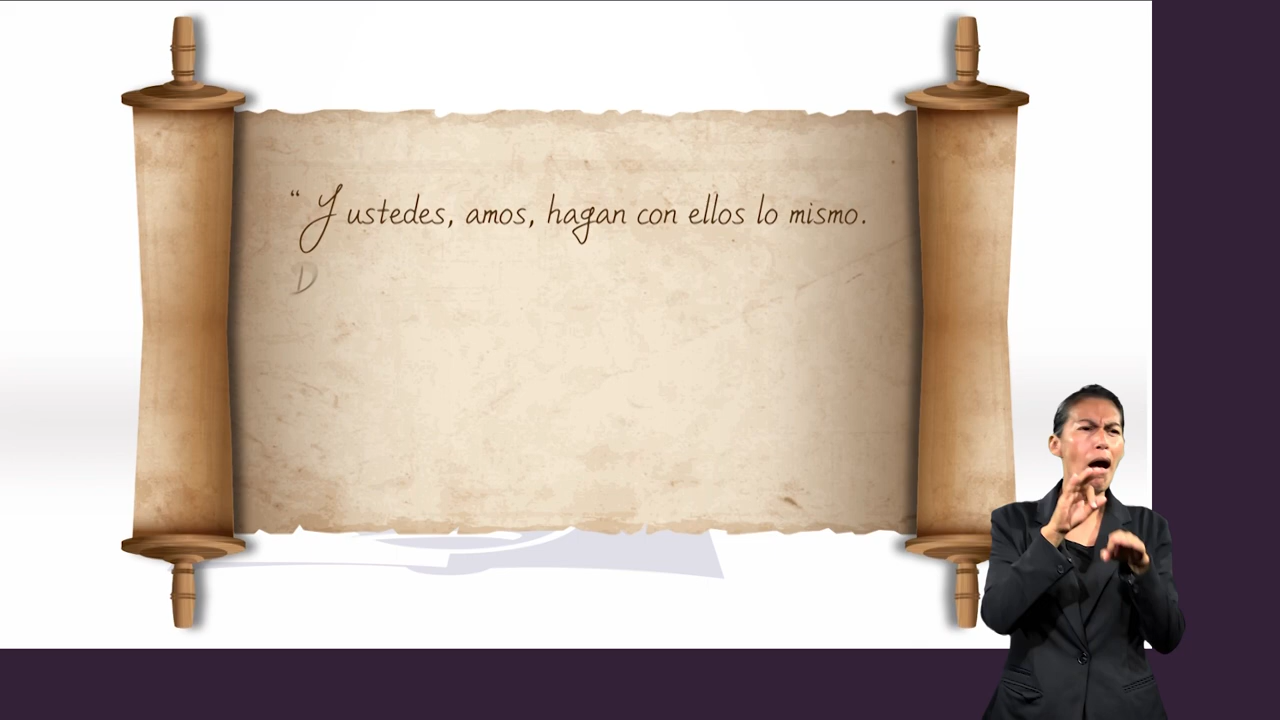 “Y ustedes, amos, hagan con ellos lo mismo.
D